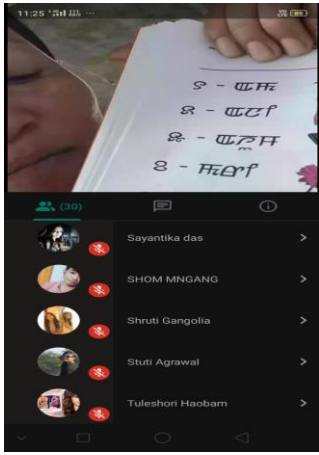 11:25
꯱ - ꯑꯃ
꯲ - ꯑꯅꯤ
꯳ - ꯑꯍꯨꯝ
꯴ - ꯃꯔꯤ
(30)
Sayantika das
SHOM MNGANG
Shruti Gangolia
Stuti Agrawal
Tuleshori Haobam